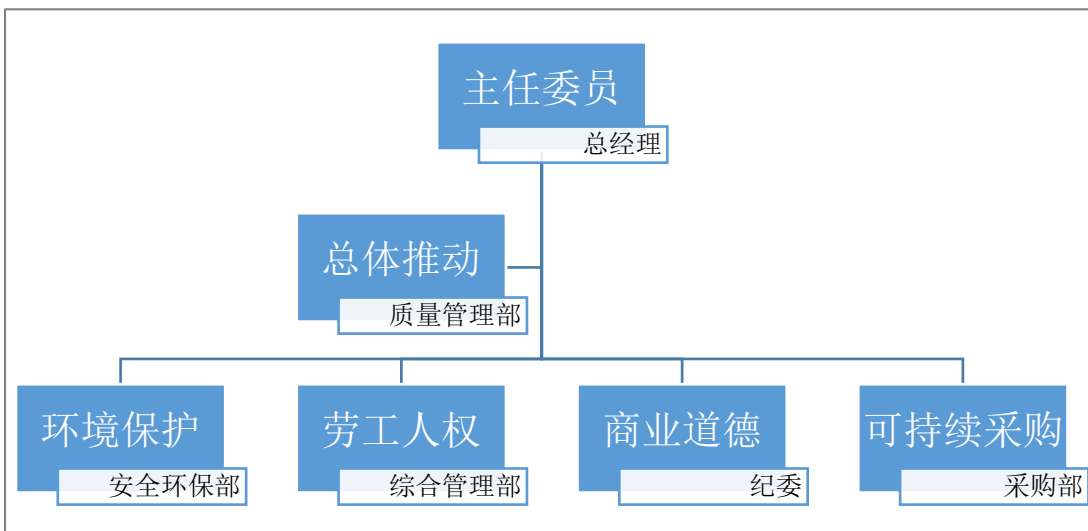 主任委员
总经理
总体推动
质量管理部
环境保护
安全环保部
劳工人权
综合管理部
商业道德
纪委
可持续采购
采购部